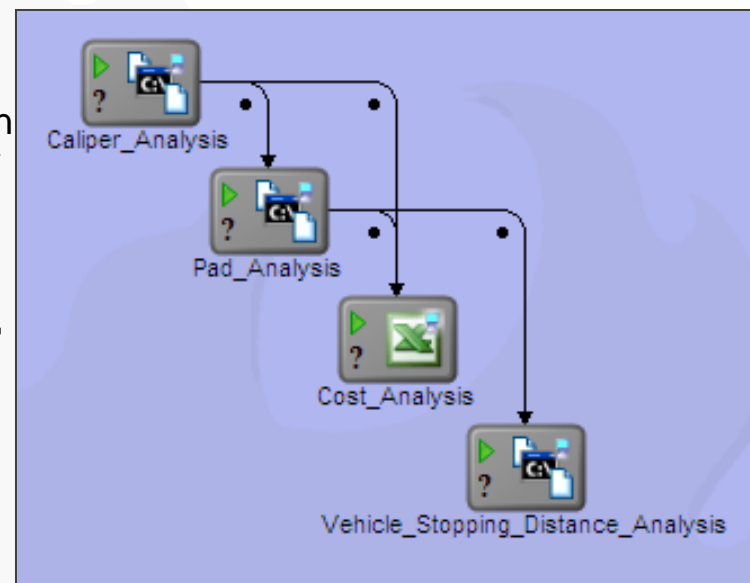 n
?
C:\
Caliper_Analysis
?
C:\
Pad_Analysis
?
Cost_Analysis
?
C:\
Vehicle_Stopping_Distance_Analysis